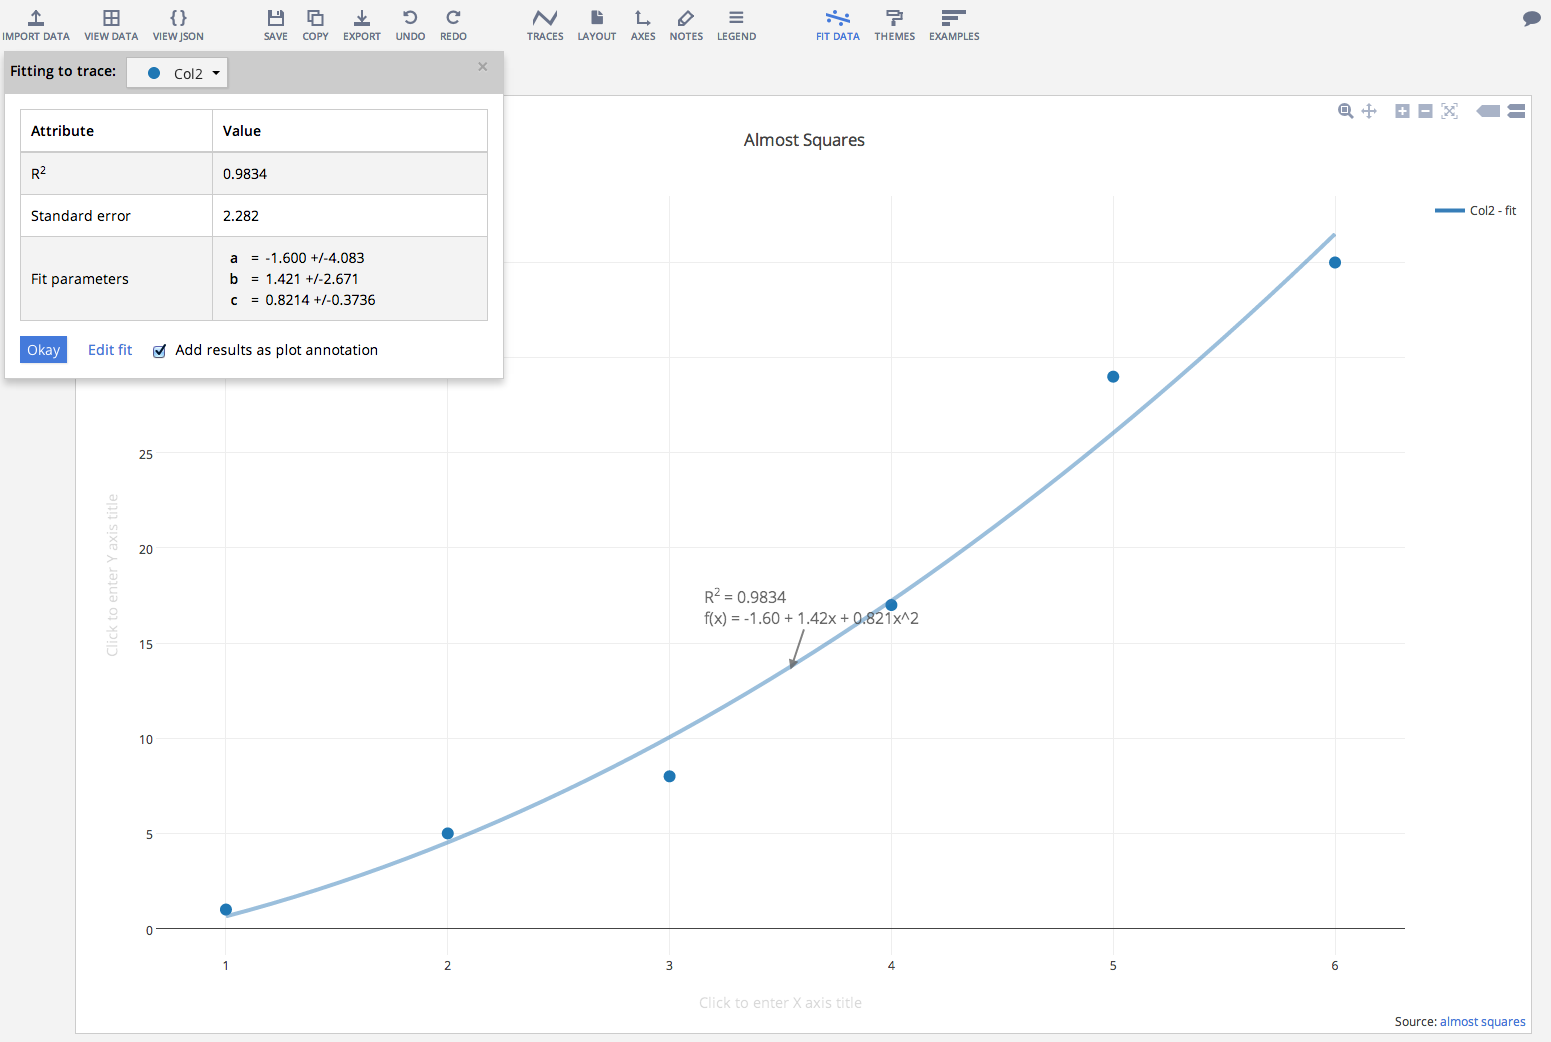 IMPORT DATA VIEW DATA VIEW JSON SAVE COPY EXPORT UNDO REDO TRACES LAYOUT AXES NOTES LEGEND FIT DATA THEMES EXAMPLES
Fitting to trace: Col2
Attribute Value
R² 0.9834
Standard error 2.282
Fit parameters
a = -1.600 +/-4.083
b = 1.421 +/-2.671
c = 0.8214 +/-0.3736
Okay Edit fit Add results as plot annotation
Almost Squares
Col2 - fit
25
20
15
10
5
0
Click to enter Y axis title
R² = 0.9834
f(x) = -1.60 + 1.42x + 0.821x^2
1 2 3 4 5 6
Click to enter X axis title
Source: almost squares